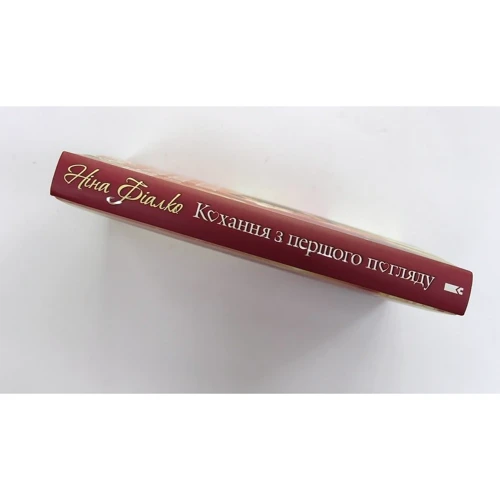 Ніна Фіалко Кохання з першого погляду